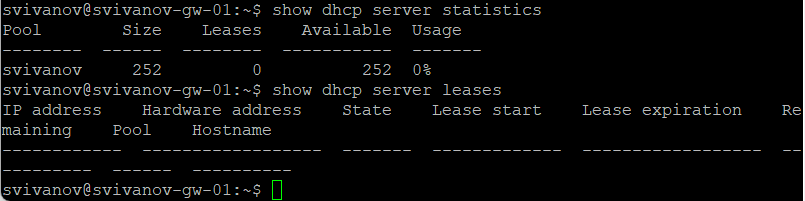 svivanov@svivanov-gw-01:~$ show dhcp server statistics
Pool        Size    Leases    Available  Usage
--------  ------  --------  -----------  -------
svivanov     252         0          252  0%
svivanov@svivanov-gw-01:~$ show dhcp server leases
IP address    Hardware address    State    Lease start    Lease expiration    Re
maining    Pool    Hostname
------------  ------------------  -------  -------------  ------------------  --
---------  ------  ----------
svivanov@svivanov-gw-01:~$